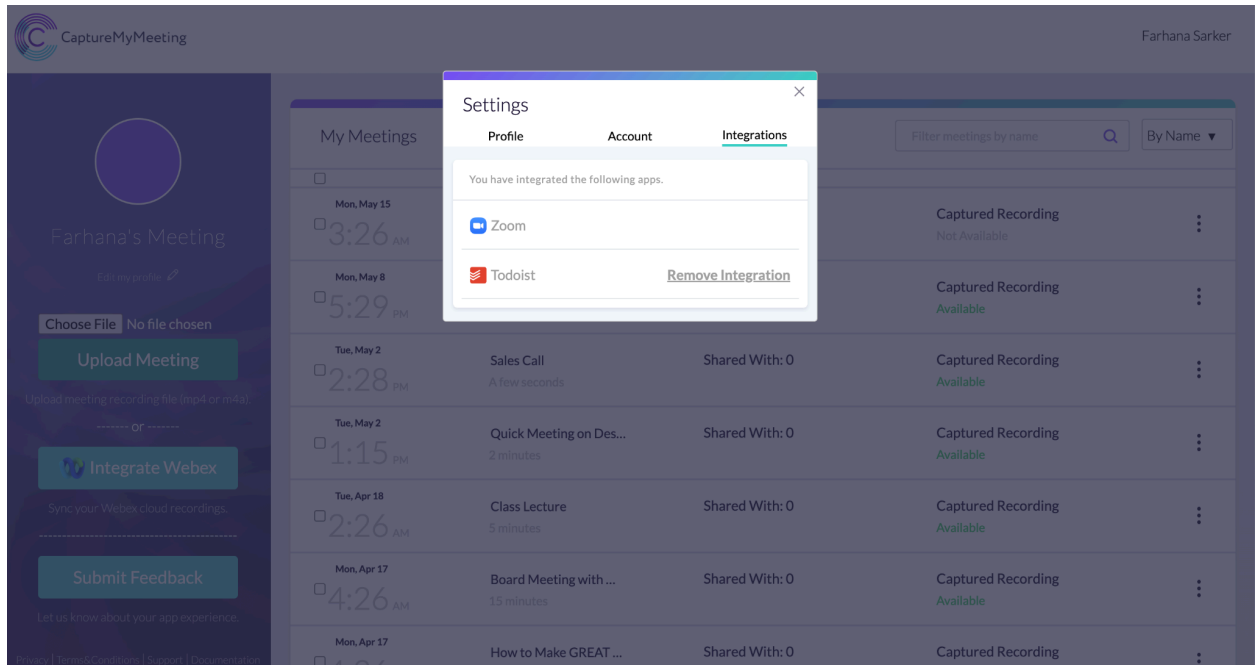 CaptureMyMeeting
Farhana Sarker
Settings
Profile Account Integrations
You have integrated the following apps.
Zoom
Todoist Remove Integration
Farhana's Meeting
Edit my profile
Choose File No file chosen
Upload Meeting
Upload meeting recording file (mp4 or m4a)
------- or -------
Integrate Webex
Sync your Webex cloud recordings.
Submit Feedback
Let us know about your app experience.
Privacy | Terms&Conditions | Support | Documentation
My Meetings Filter meetings by name By Name ▼
Mon, May 15
3:26 AM
Captured Recording
Not Available
Mon, May 8
5:29 PM
Captured Recording
Available
Tue, May 2
2:28 PM
Sales Call Shared With: 0 Captured Recording
A few seconds Available
Tue, May 2
1:15 PM
Quick Meeting on Des... Shared With: 0 Captured Recording
2 minutes Available
Tue, Apr 18
2:26 AM
Class Lecture Shared With: 0 Captured Recording
5 minutes Available
Mon, Apr 17
4:26 AM
Board Meeting with ... Shared With: 0 Captured Recording
15 minutes Available
Mon, Apr 17
How to Make GREAT ... Shared With: 0 Captured Recording